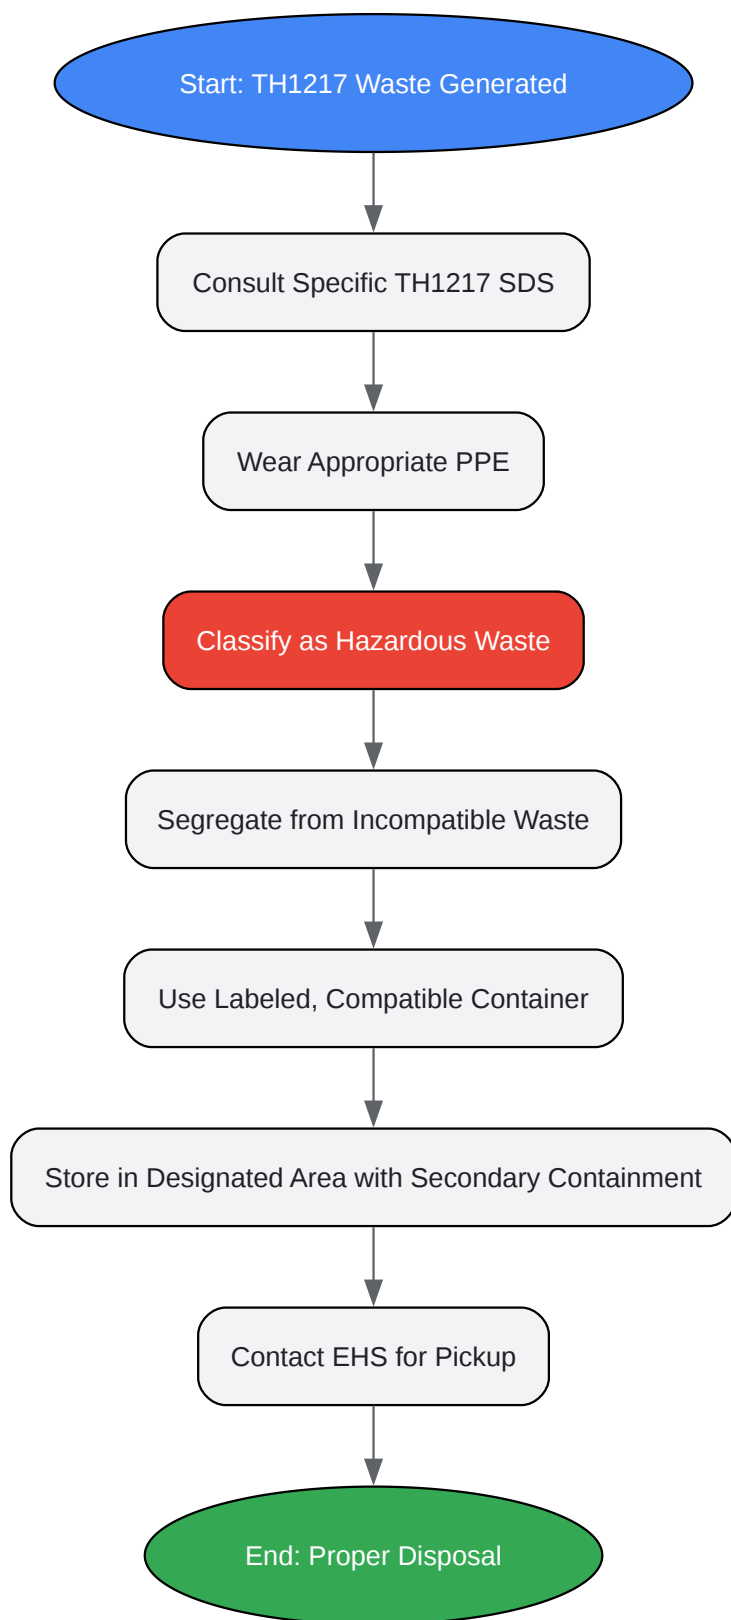 Start: TH1217 Waste Generated
Consult Specific TH1217 SDS
Wear Appropriate PPE
Classify as Hazardous Waste
Segregate from Incompatible Waste
Use Labeled, Compatible Container
Store in Designated Area with Secondary Containment
Contact EHS for Pickup
End: Proper Disposal